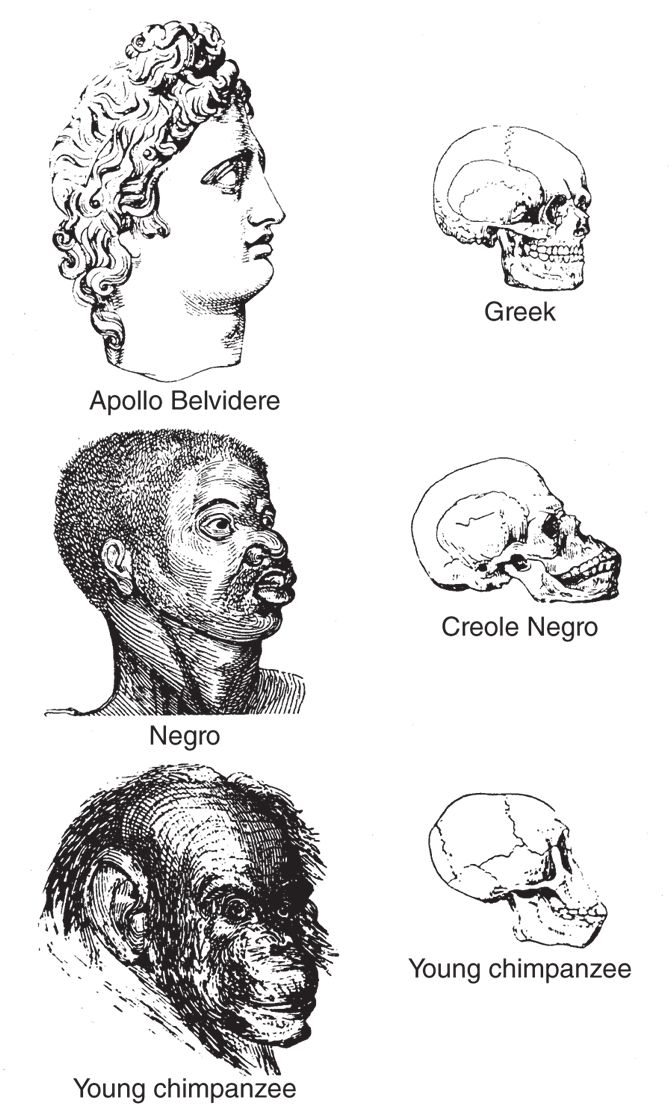 Apollo Belvidere
Greek
Negro
Creole Negro
Young chimpanzee
Young chimpanzee